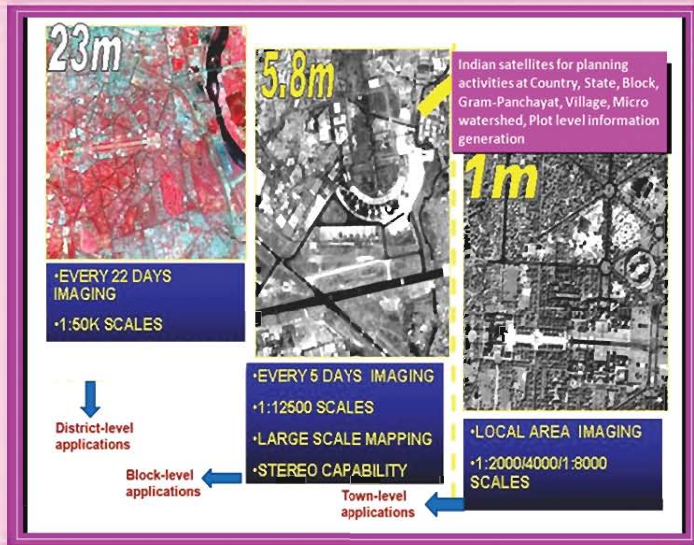 23m
•EVERY 22 DAYS
IMAGING
•1:50K SCALES
District-level
applications
5.8m
•EVERY 5 DAYS IMAGING
•1:12500 SCALES
•LARGE SCALE MAPPING
•STEREO CAPABILITY
Block-level
applications
Indian satellites for planning
activities at Country, State, Block,
Gram-Panchayat, Village, Micro
watershed, Plot level information
generation
1m
•LOCAL AREA IMAGING
•1:2000/4000/1:8000
SCALES
Town-level
applications